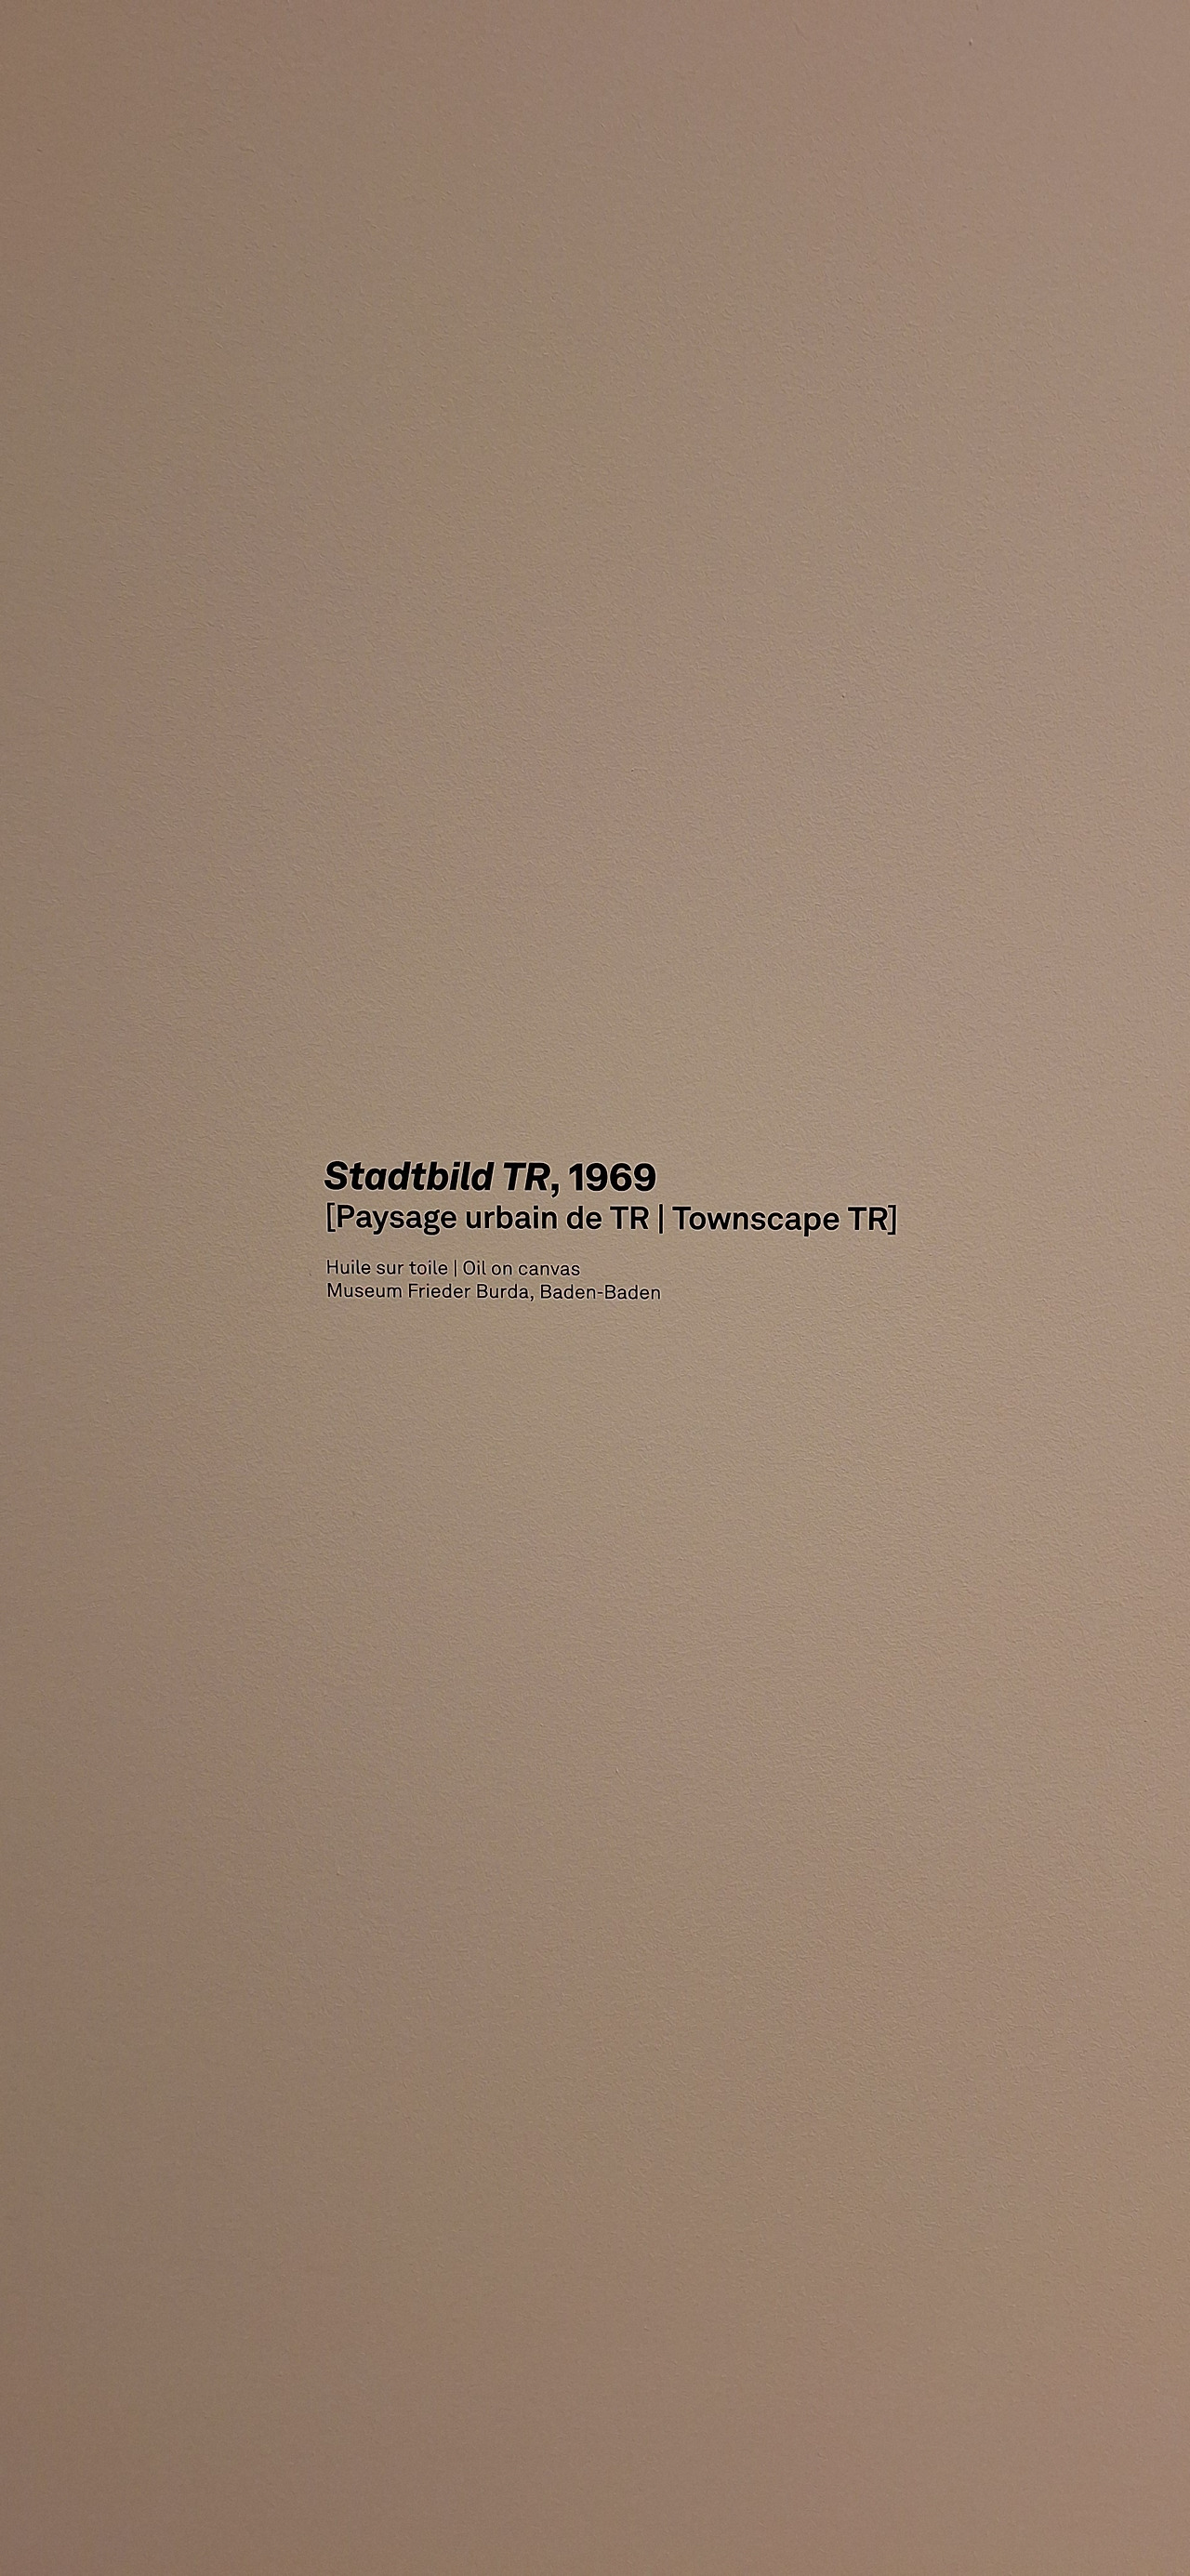 Stadtbild TR, 1969
[Paysage urbain de TR | Townscape TR]
Huile sur toile | Oil on canvas
Museum Frieder Burda, Baden-Baden